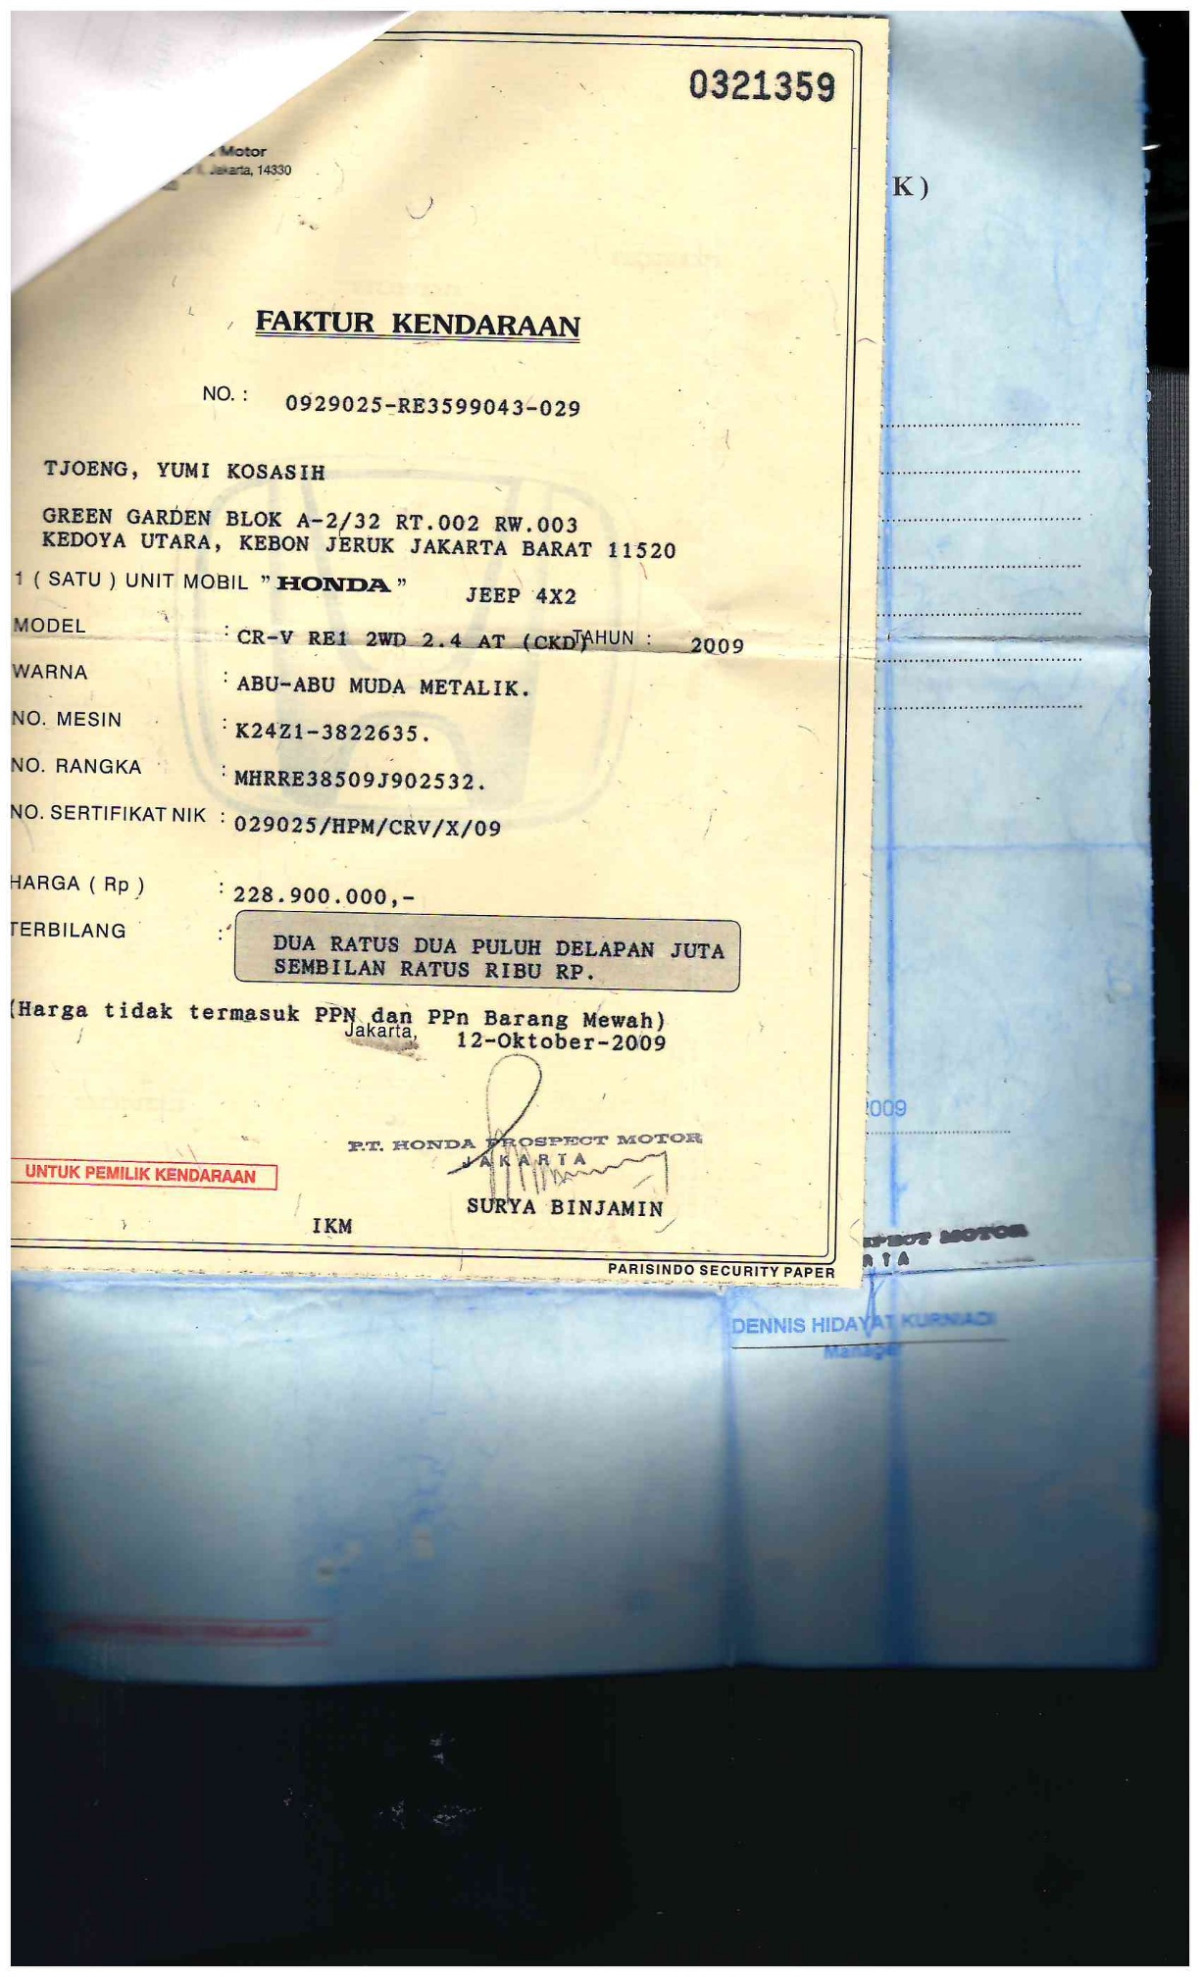 0321359
Motor
Jakarta, 14330
K)
FAKTUR KENDARAAN
NO. : 0929025-RE3599043-029
TJOENG, YUMI KOSASIH
GREEN GARDEN BLOK A-2/32 RT.002 RW.003
KEDOYA UTARA, KEBON JERUK JAKARTA BARAT 11520
1 ( SATU ) UNIT MOBIL " HONDA " JEEP 4X2
MODEL : CR-V RE1 2WD 2.4 AT (CKD) TAHUN : 2009
WARNA : ABU-ABU MUDA METALIK.
NO. MESIN : K24Z1-3822635.
NO. RANGKA : MHRRE38509J902532.
NO. SERTIFIKAT NIK : 029025/HPM/CRV/X/09
HARGA ( Rp ) : 228.900.000,-
TERBILANG : DUA RATUS DUA PULUH DELAPAN JUTA
SEMBILAN RATUS RIBU RP.
(Harga tidak termasuk PPN dan PPn Barang Mewah)
Jakarta, 12-Oktober-2009
009
P.T. HONDA PROSPECT MOTOR
JAKARTA
UNTUK PEMILIK KENDARAAN
SURYA BINJAMIN
IKM
PARISINDO SECURITY PAPER
MOTOR
DENNIS HIDAYAT KURNIADI
Manager